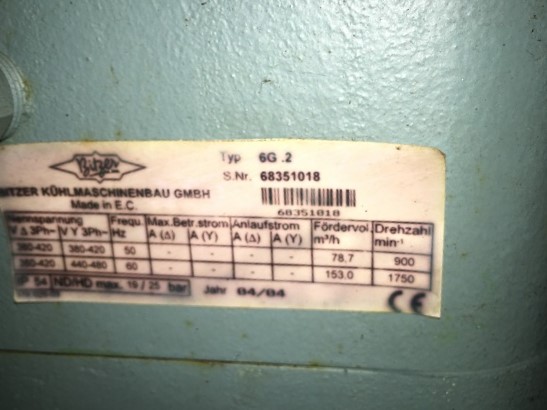 Bitzer
Typ 6G .2
S.Nr. 68351018
BITZER KÜHLMASCHINENBAU GMBH
Made in E.C.
68351018
Nennspannung Frequ. Max.Betr.strom Anlaufstrom Fördervol. Drehzahl
V Δ 3Ph~ V Y 3Ph~ Hz A (Δ) A (Y) A (Δ) A (Y) m³/h min⁻¹
380-420 380-420 50 - - - - 78,7 900
380-420 440-480 60 - - - - 153.0 1750
IP 54 ND/HD max. 19 / 25 bar Jahr 04/04
CE